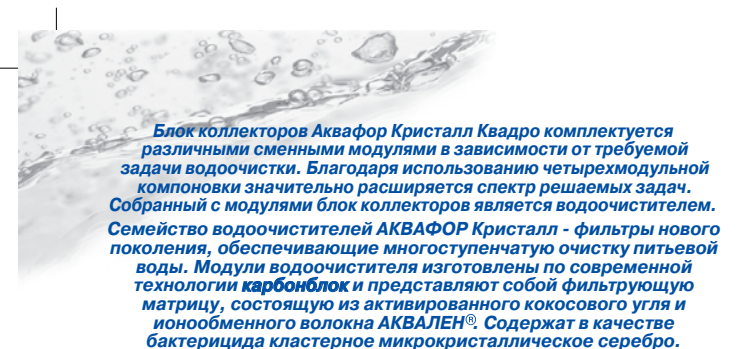 Блок коллекторов Аквафор Кристалл Квадро комплектуется
различными сменными модулями в зависимости от требуемой
задачи водоочистки. Благодаря использованию четырехмодульной
компоновки значительно расширяется спектр решаемых задач.
Собранный с модулями блок коллекторов является водоочистителем.
Семейство водоочистителей АКВАФОР Кристалл - фильтры нового
поколения, обеспечивающие многоступенчатую очистку питьевой
воды. Модули водоочистителя изготовлены по современной
технологии карбонблок и представляют собой фильтрующую
матрицу, состоящую из активированного кокосового угля и
ионообменного волокна АКВАЛЕН®. Содержат в качестве
бактерицида кластерное микрокристаллическое серебро.